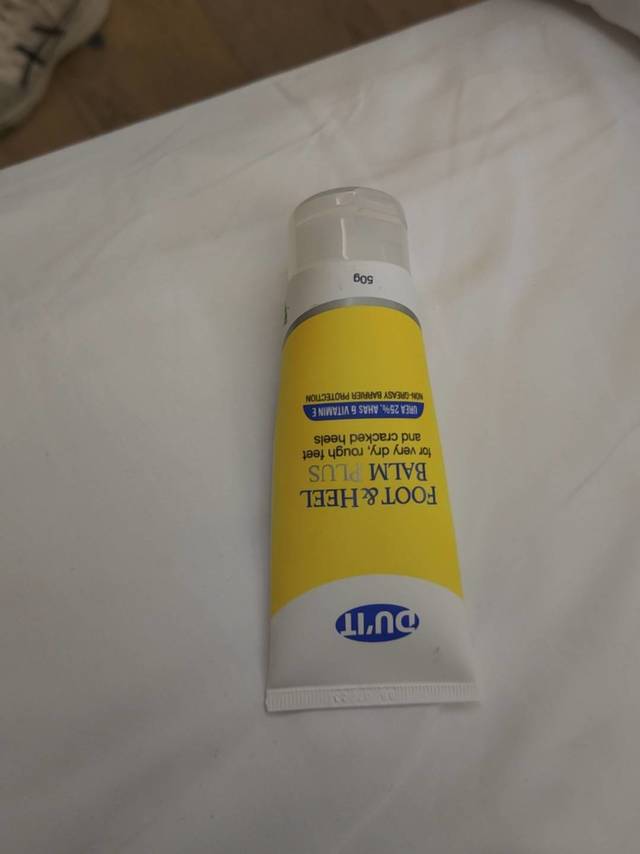 DU'IT
FOOT & HEEL
BALM PLUS
for very dry, rough feet
and cracked heels
UREA 25%, AHAs & VITAMIN E
NON-GREASY BARRIER PROTECTION
50g